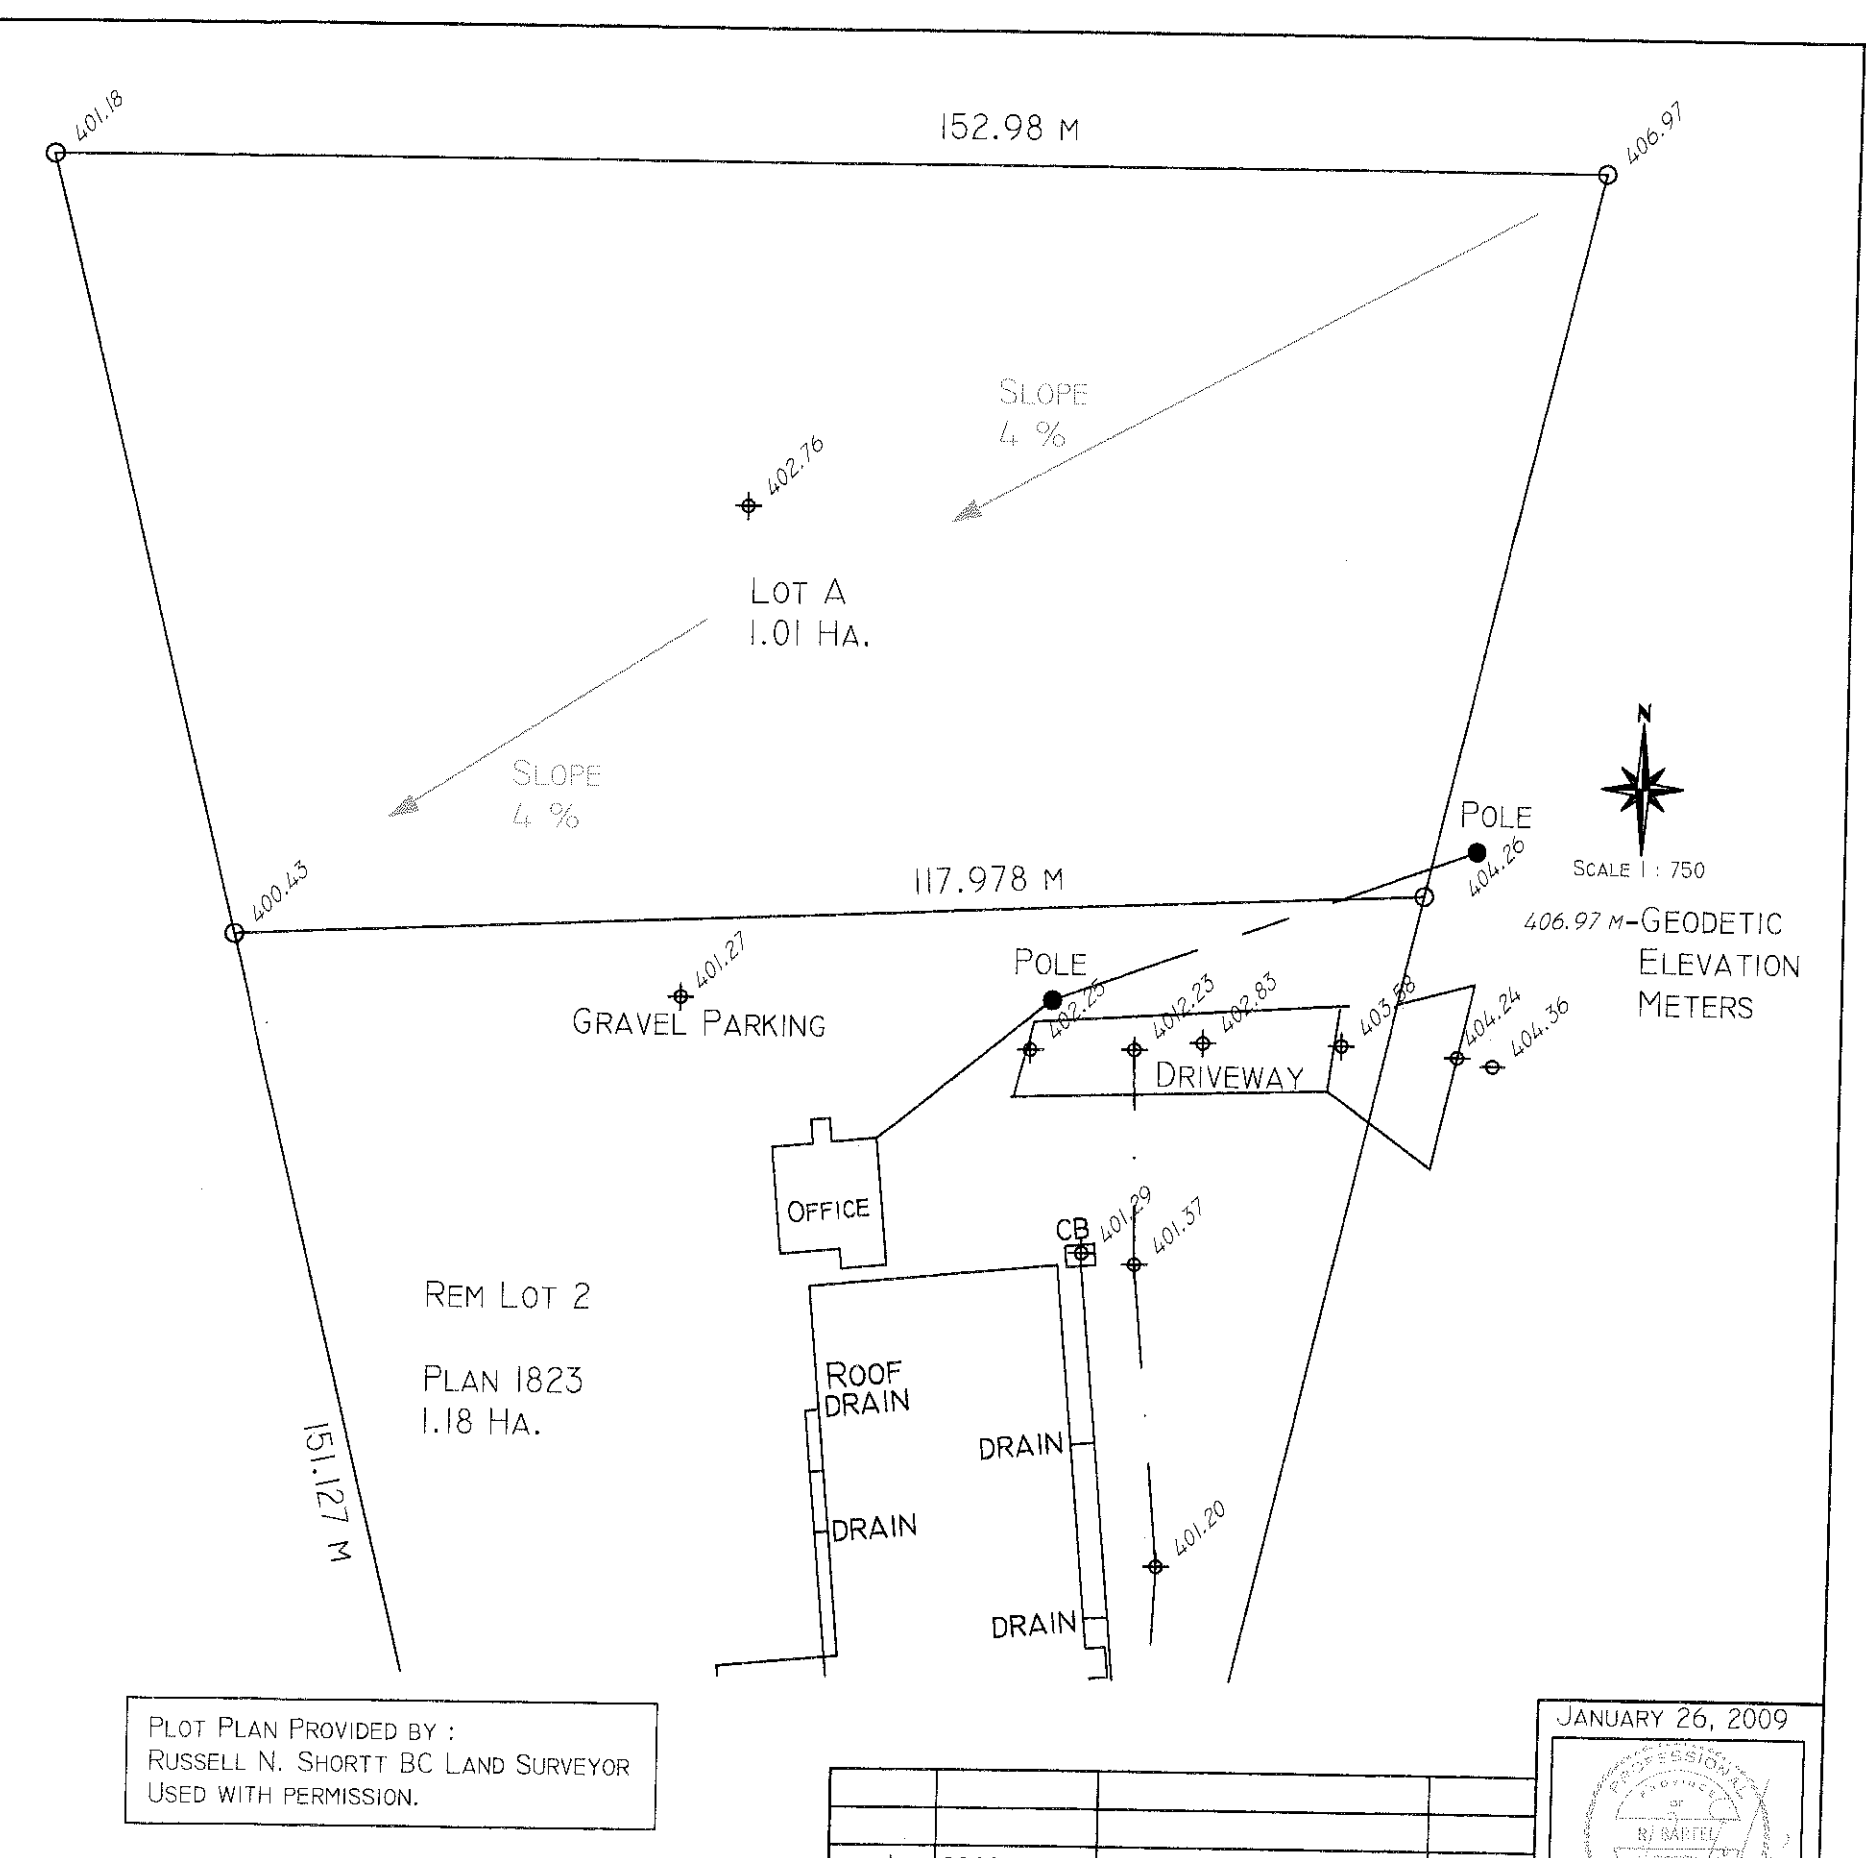 401.18
152.98 M
406.97
SLOPE
4 %
402.76
LOT A
1.01 HA.
SLOPE
4 %
N
POLE
404.26
SCALE 1 : 750
406.97 M-GEODETIC
ELEVATION
METERS
400.43
117.978 M
401.27
GRAVEL PARKING
POLE
402.25
4012.23
402.83
403.58
404.24
404.36
DRIVEWAY
OFFICE
CB
401.29
401.37
REM LOT 2
PLAN 1823
1.18 HA.
ROOF
DRAIN
DRAIN
DRAIN
DRAIN
401.20
151.127 M
PLOT PLAN PROVIDED BY :
RUSSELL N. SHORTT BC LAND SURVEYOR
USED WITH PERMISSION.
JANUARY 26, 2009
PROFESSIONAL
PROVINCE
OF
R/ BARTEL